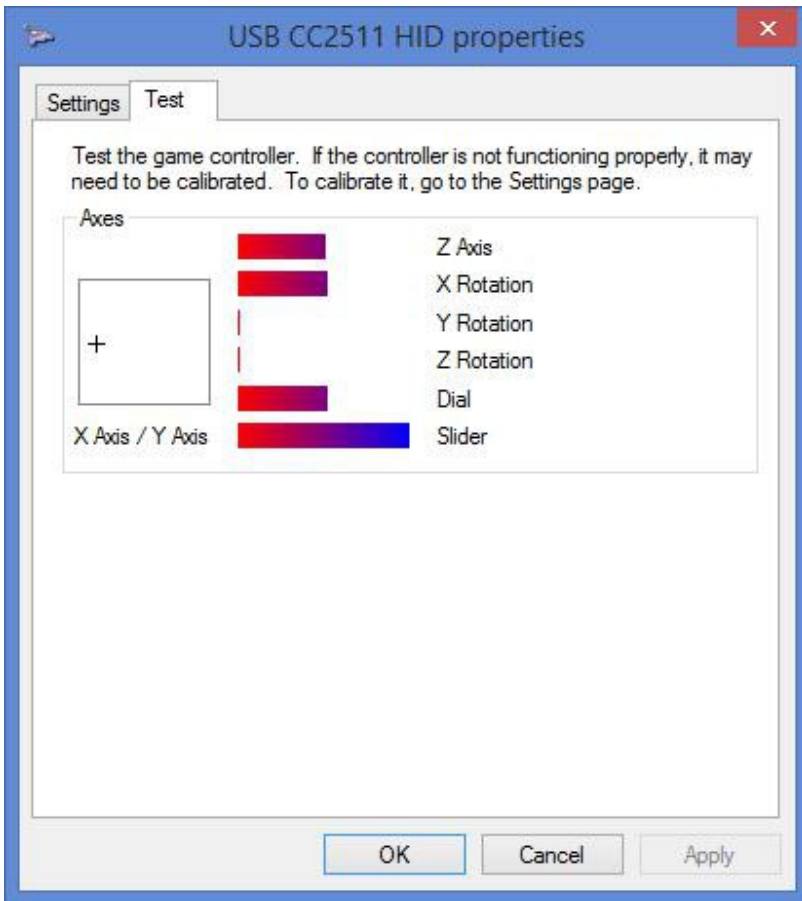 USB CC2511 HID properties
Settings
Test
Test the game controller. If the controller is not functioning properly, it may
need to be calibrated. To calibrate it, go to the Settings page.
Axes
Z Axis
X Rotation
Y Rotation
Z Rotation
Dial
X Axis / Y Axis
Slider
OK
Cancel
Apply